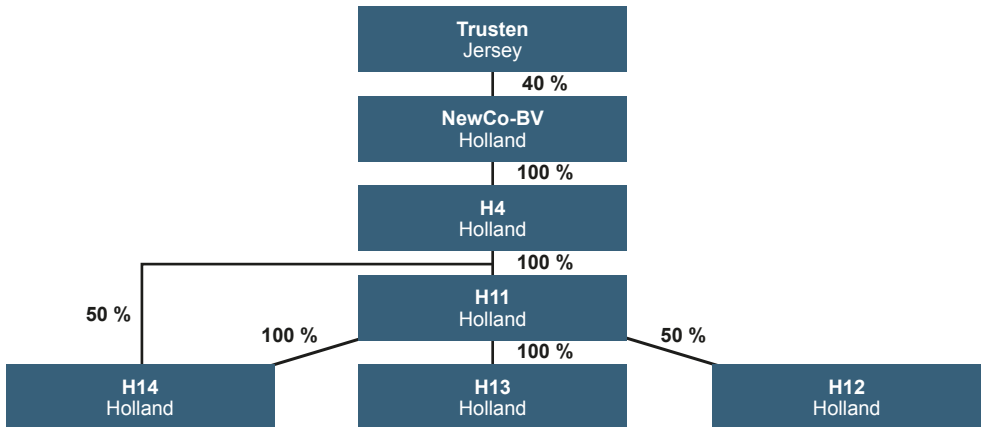 Trusten
Jersey
40 %
NewCo-BV
Holland
100 %
H4
Holland
100 %
H11
Holland
50 %
100 %
100 %
50 %
H14
Holland
H13
Holland
H12
Holland